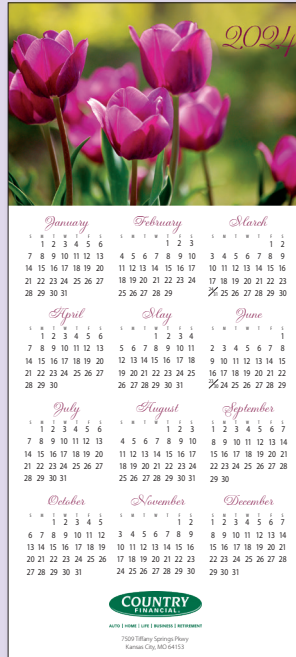 2024
January February March
S M T W T F S S M T W T F S S M T W T F S
1 2 3 4 5 6 1 2 3 1 2
7 8 9 10 11 12 13 4 5 6 7 8 9 10 3 4 5 6 7 8 9
14 15 16 17 18 19 20 11 12 13 14 15 16 17 10 11 12 13 14 15 16
21 22 23 24 25 26 27 18 19 20 21 22 23 24 17 18 19 20 21 22 23
28 29 30 31 25 26 27 28 29 24/31 25 26 27 28 29 30
April May June
S M T W T F S S M T W T F S S M T W T F S
1 2 3 4 5 6 1 2 3 4 1
7 8 9 10 11 12 13 5 6 7 8 9 10 11 2 3 4 5 6 7 8
14 15 16 17 18 19 20 12 13 14 15 16 17 18 9 10 11 12 13 14 15
21 22 23 24 25 26 27 19 20 21 22 23 24 25 16 17 18 19 20 21 22
28 29 30 26 27 28 29 30 31 23/30 24 25 26 27 28 29
July August September
S M T W T F S S M T W T F S S M T W T F S
1 2 3 4 5 6 1 2 3 1 2 3 4 5 6 7
7 8 9 10 11 12 13 4 5 6 7 8 9 10 8 9 10 11 12 13 14
14 15 16 17 18 19 20 11 12 13 14 15 16 17 15 16 17 18 19 20 21
21 22 23 24 25 26 27 18 19 20 21 22 23 24 22 23 24 25 26 27 28
28 29 30 31 25 26 27 28 29 30 31 29 30
October November December
S M T W T F S S M T W T F S S M T W T F S
1 2 3 4 5 1 2 1 2 3 4 5 6 7
6 7 8 9 10 11 12 3 4 5 6 7 8 9 8 9 10 11 12 13 14
13 14 15 16 17 18 19 10 11 12 13 14 15 16 15 16 17 18 19 20 21
20 21 22 23 24 25 26 17 18 19 20 21 22 23 22 23 24 25 26 27 28
27 28 29 30 31 24 25 26 27 28 29 30 29 30 31
COUNTRY
FINANCIAL
AUTO | HOME | LIFE | BUSINESS | RETIREMENT
7509 Tiffany Springs Pkwy
Kansas City, MO 64153